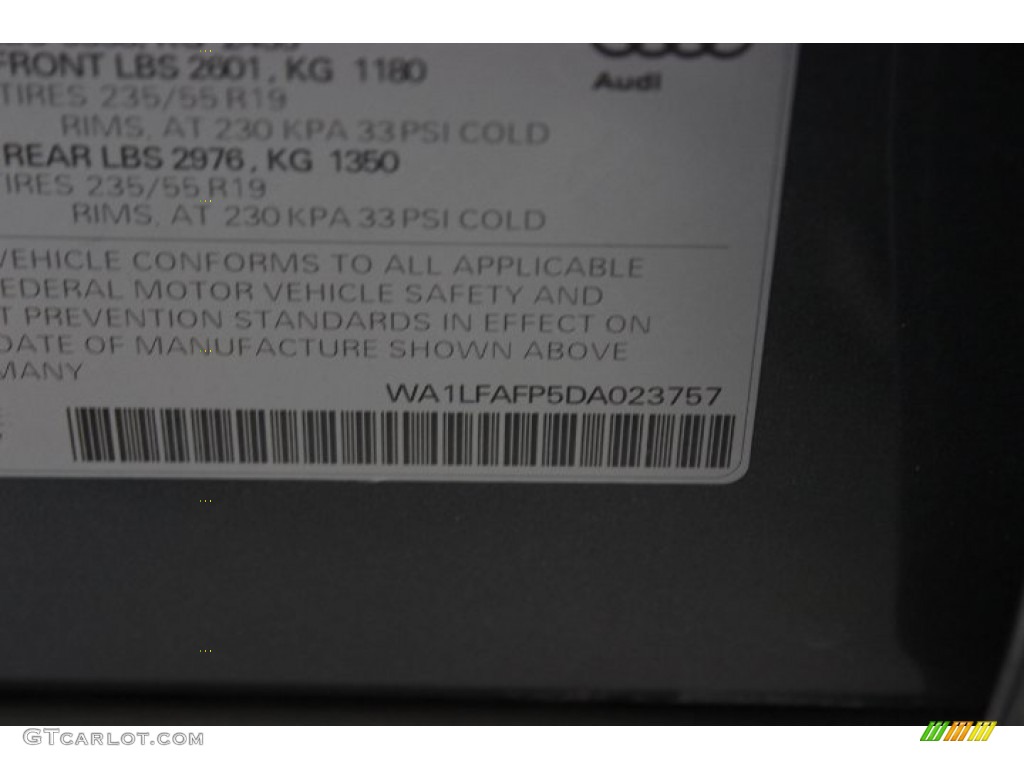 FRONT LBS 2601, KG 1180
Audi
TIRES 235/55 R19
RIMS, AT 230 KPA 33 PSI COLD
REAR LBS 2976, KG 1350
TIRES 235/55 R19
RIMS, AT 230 KPA 33 PSI COLD
VEHICLE CONFORMS TO ALL APPLICABLE
EDERAL MOTOR VEHICLE SAFETY AND
T PREVENTION STANDARDS IN EFFECT ON
DATE OF MANUFACTURE SHOWN ABOVE
MANY
WA1LFAFP5DA023757
GTCARLOT.COM